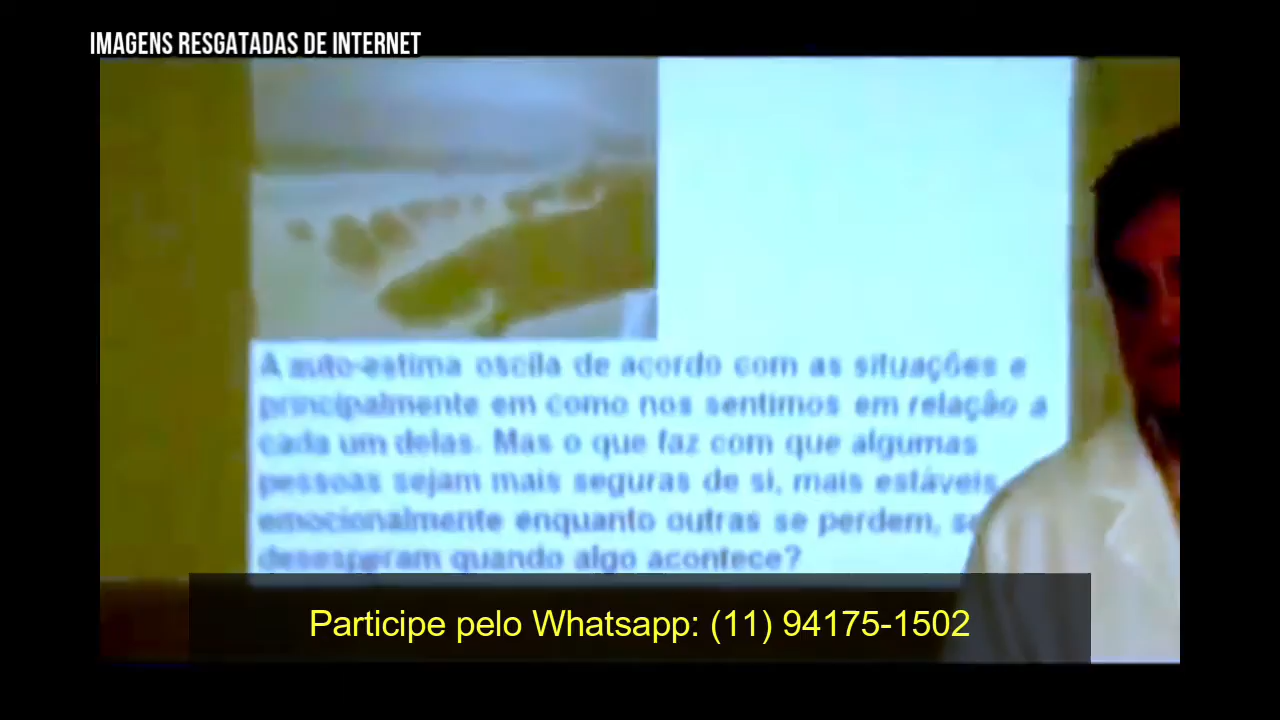 IMAGENS RESGATADAS DE INTERNET
A auto-estima oscila de acordo com as situações e
principalmente em como nos sentimos em relação a
cada um delas. Mas o que faz com que algumas
pessoas sejam mais seguras de si, mais estáveis
emocionalmente enquanto outras se perdem, se
desesperam quando algo acontece?
Participe pelo Whatsapp: (11) 94175-1502